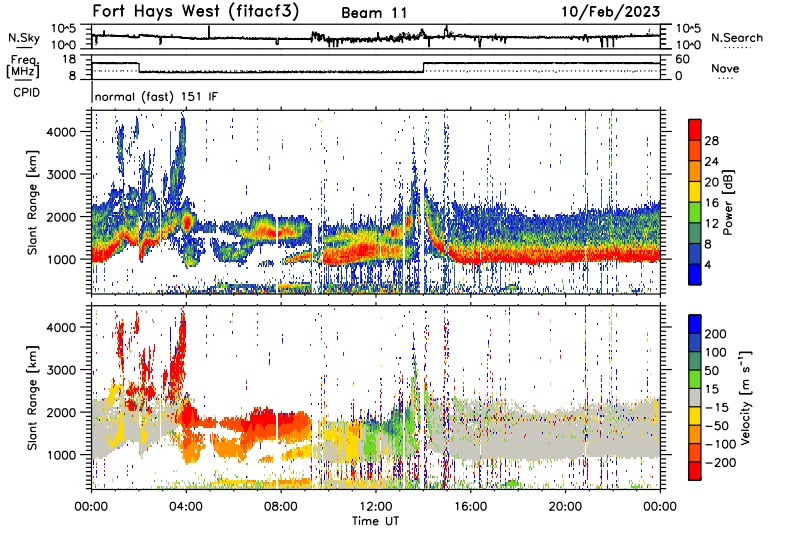 Fort Hays West (fitacf3) Beam 11 10/Feb/2023
N.Sky 10^5 10^0 10^5 10^0 N.Search
Freq. [MHz] 18 8 60 0 Nave
CPID normal (fast) 151 IF
Slant Range [km] 4000 3000 2000 1000
28 24 20 16 12 8 4 Power [dB]
Slant Range [km] 4000 3000 2000 1000
200 100 50 15 −15 −50 −100 −200 Velocity [m s⁻¹]
00:00 04:00 08:00 12:00 16:00 20:00 00:00
Time UT